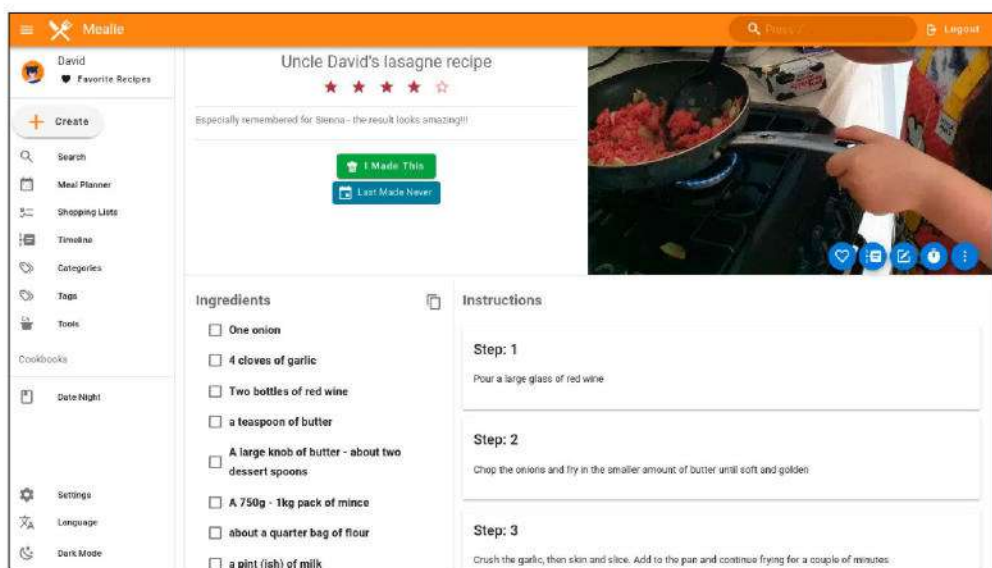 Mealie
Press /
Logout
David
Favorite Recipes
Create
Search
Meal Planner
Shopping Lists
Timeline
Categories
Tags
Tools
Cookbooks
Date Night
Settings
Language
Dark Mode
Uncle David's lasagne recipe
Especially remembered for Sienna - the result looks amazing!!!
I Made This
Last Made Never
Ingredients
One onion
4 cloves of garlic
Two bottles of red wine
a teaspoon of butter
A large knob of butter - about two
dessert spoons
A 750g - 1kg pack of mince
about a quarter bag of flour
a pint (ish) of milk
Instructions
Step: 1
Pour a large glass of red wine
Step: 2
Chop the onions and fry in the smaller amount of butter until soft and golden
Step: 3
Crush the garlic, then skin and slice. Add to the pan and continue frying for a couple of minutes